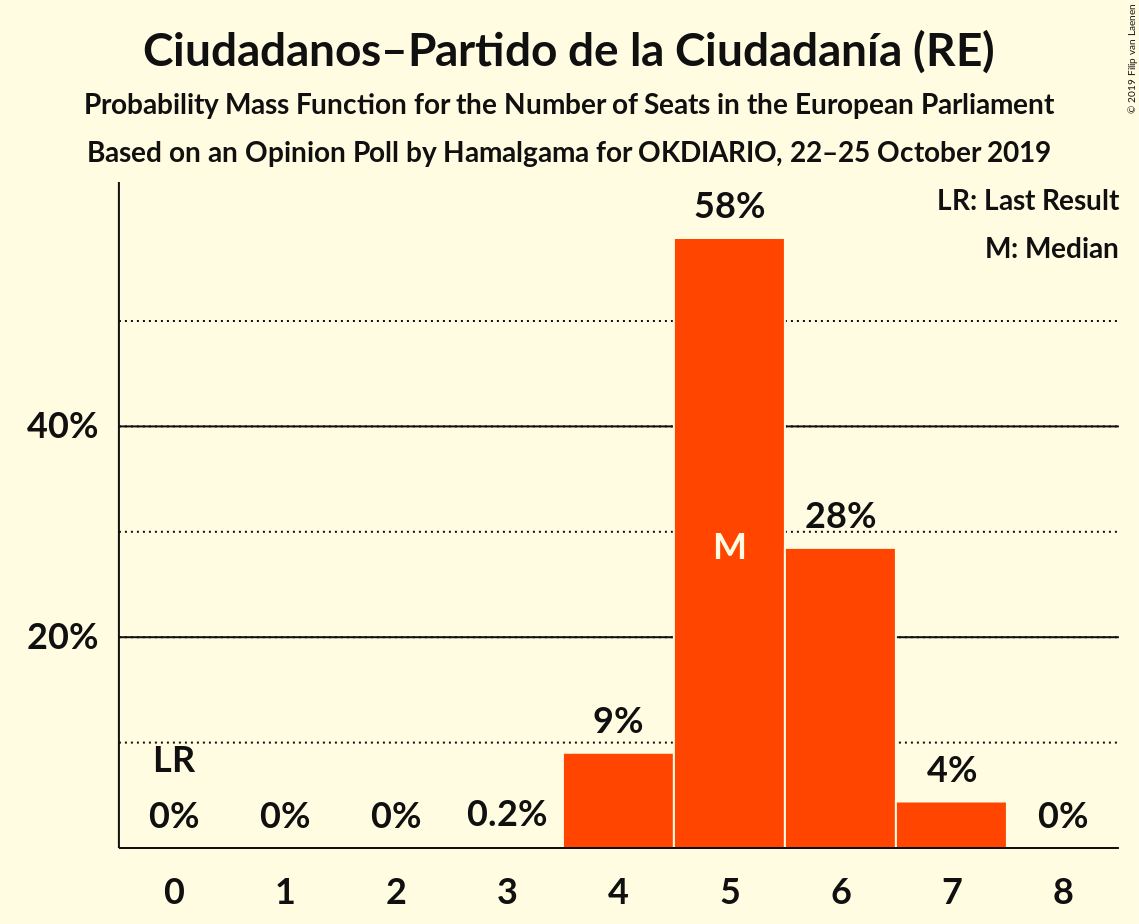 Ciudadanos–Partido de la Ciudadanía (RE)
Probability Mass Function for the Number of Seats in the European Parliament
Based on an Opinion Poll by Hamalgama for OKDIARIO, 22–25 October 2019
© 2019 Filip van Laenen
LR: Last Result
M: Median
58%
40%
28%
M
20%
9%
LR
4%
0% 0% 0% 0.2% 0%
0 1 2 3 4 5 6 7 8